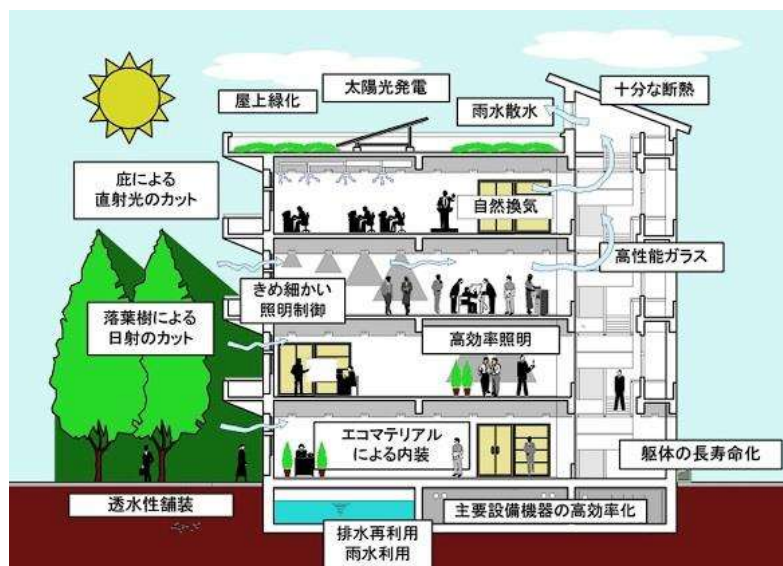 太陽光発電
十分な断熱
屋上緑化
雨水散水
庇による
直射光のカット
自然換気
高性能ガラス
きめ細かい
照明制御
落葉樹による
日射のカット
高効率照明
エコマテリアル
による内装
躯体の長寿命化
透水性舗装
主要設備機器の高効率化
排水再利用
雨水利用